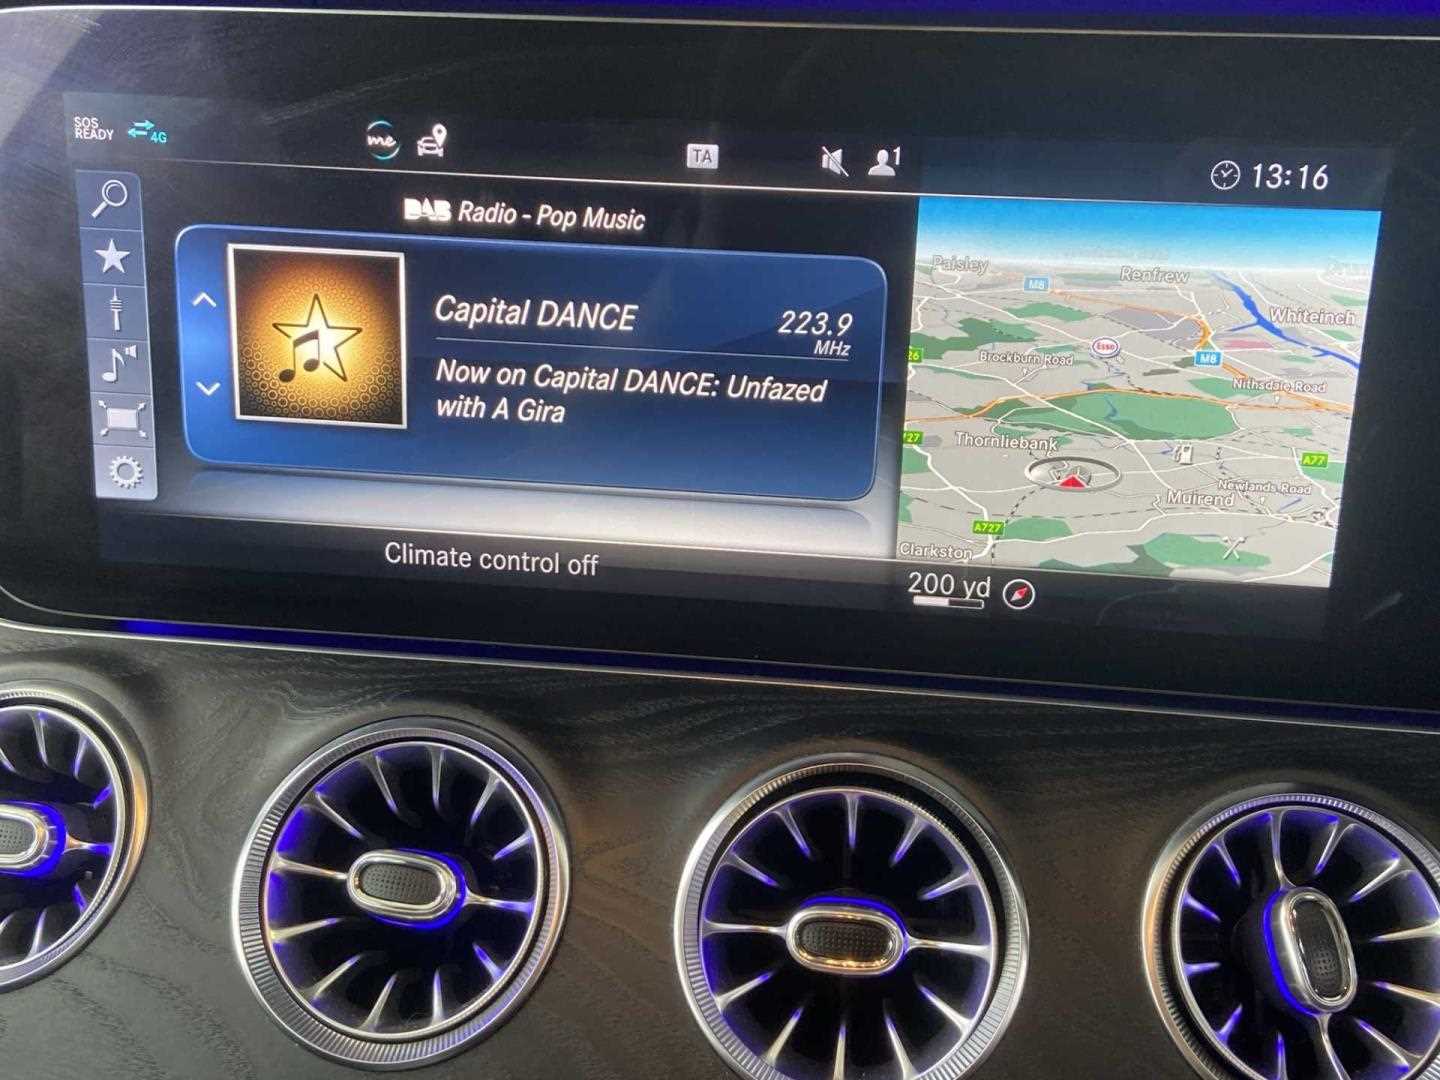 SOS
READY
4G
me
TA
1
13:16
DAB Radio - Pop Music
Capital DANCE
223.9
MHz
Now on Capital DANCE: Unfazed
with A Gira
Climate control off
Paisley
M8
Renfrew
Whiteinch
Esso
M8
Brockburn Road
Nithsdale Road
Thornliebank
A77
Newlands Road
Muirend
A727
Clarkston
200 yd